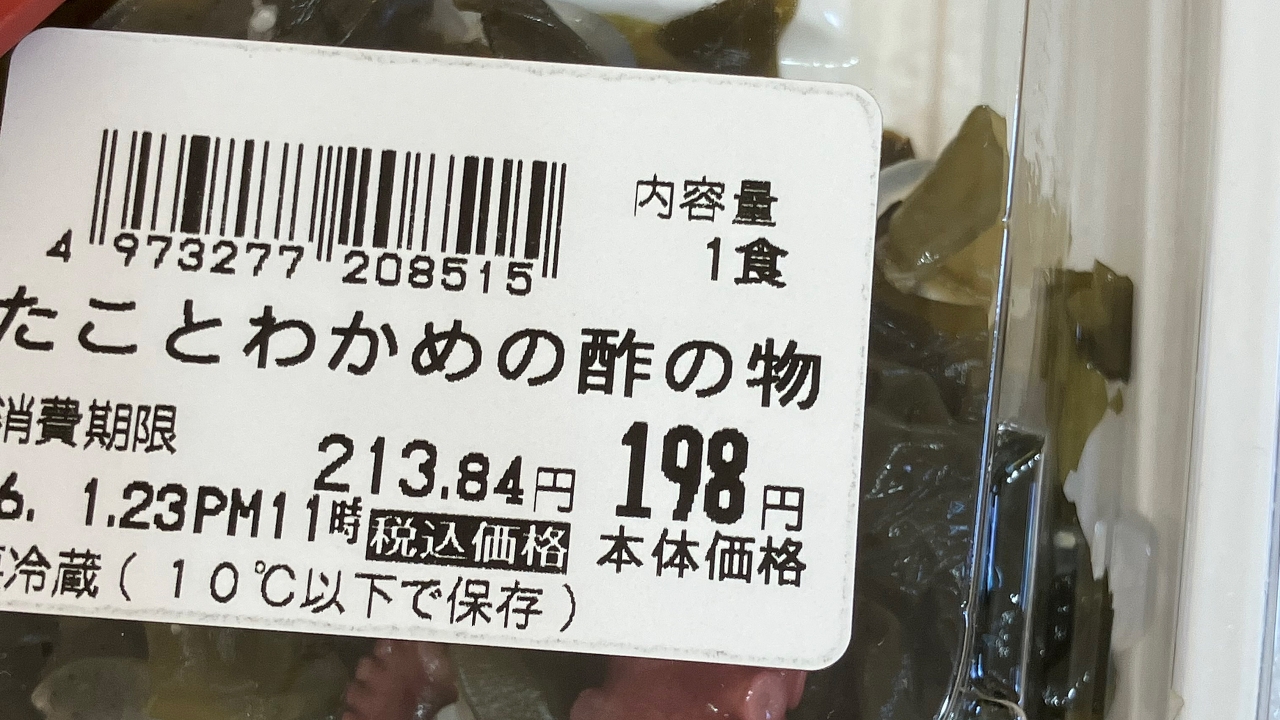 4 973277 208515
内容量
1食
たことわかめの酢の物
消費期限
213.84円
198円
6. 1.23PM11時
税込価格
本体価格
冷蔵(10℃以下で保存)